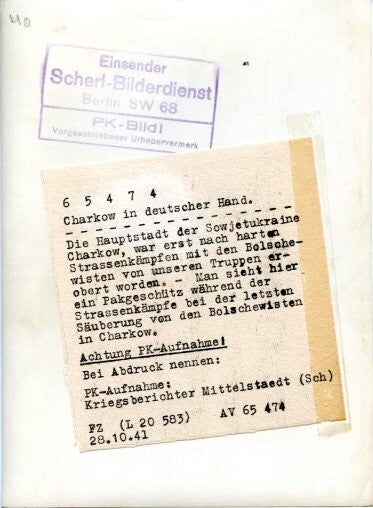 MD
Einsender
Scherl-Bilderdienst
Berlin SW 68
PK-Bild!
Vorgeschriebener Urhebervermerk
6 5 4 7 4
Charkow in deutscher Hand.
- - - - - - - - - - - - - - - - - -
Die Hauptstadt der Sowjetukraine
Charkow, war erst nach harten
Strassenkämpfen mit den Bolsche-
wisten von unseren Truppen er-
obert worden. - Man sieht hier
ein Pakgeschütz während der
Strassenkämpfe bei der letzten
Säuberung von den Bolschewisten
in Charkow.
Achtung PK-Aufnahme!
Bei Abdruck nennen:
PK-Aufnahme:
Kriegsberichter Mittelstaedt (Sch)
FZ (L 20 583) AV 65 474
28.10.41